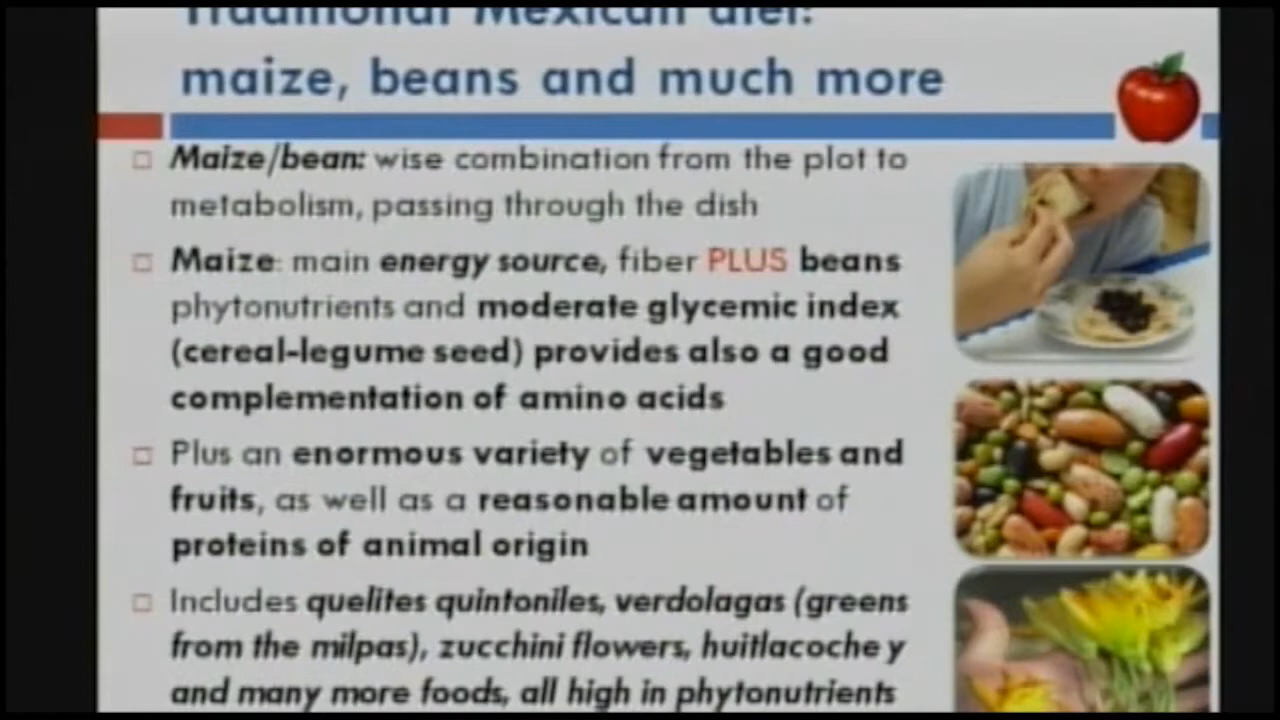 Traditional Mexican diet:
maize, beans and much more
Maize/bean: wise combination from the plot to
metabolism, passing through the dish
Maize: main energy source, fiber PLUS beans
phytonutrients and moderate glycemic index
(cereal-legume seed) provides also a good
complementation of amino acids
Plus an enormous variety of vegetables and
fruits, as well as a reasonable amount of
proteins of animal origin
Includes quelites quintoniles, verdolagas (greens
from the milpas), zucchini flowers, huitlacoche y
and many more foods, all high in phytonutrients